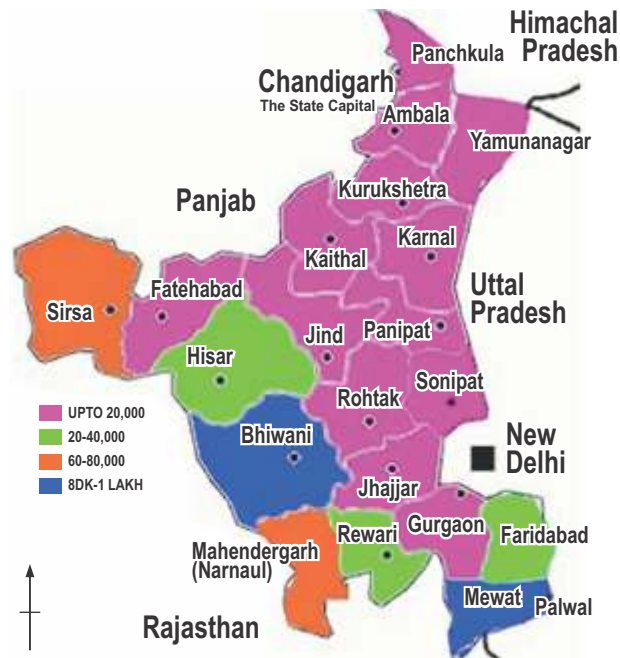 Himachal
Pradesh
Panchkula
Chandigarh
The State Capital
Ambala
Yamunanagar
Kurukshetra
Panjab
Karnal
Kaithal
Uttal
Pradesh
Fatehabad
Sirsa
Jind
Panipat
Hisar
Sonipat
Rohtak
UPTO 20,000
20-40,000
60-80,000
8DK-1 LAKH
Bhiwani
New
Delhi
Jhajjar
Gurgaon
Rewari
Faridabad
Mahendergarh
(Narnaul)
Mewat
Palwal
Rajasthan